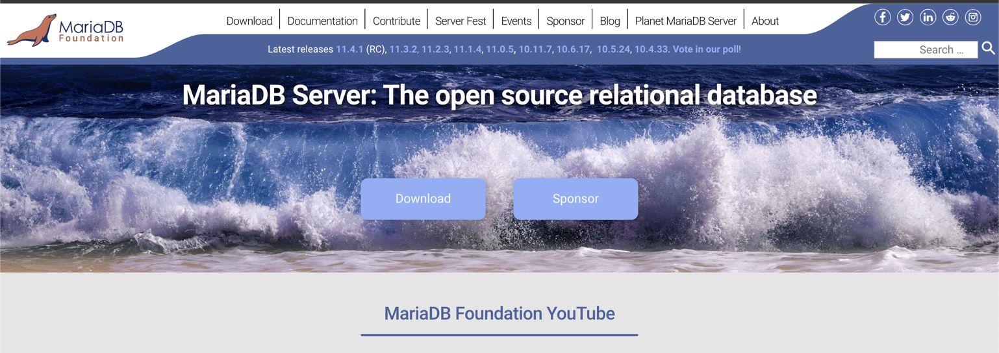 MariaDB
Foundation
Download
Documentation
Contribute
Server Fest
Events
Sponsor
Blog
Planet MariaDB Server
About
Latest releases 11.4.1 (RC), 11.3.2, 11.2.3, 11.1.4, 11.0.5, 10.11.7, 10.6.17, 10.5.24, 10.4.33. Vote in our poll!
Search ...
MariaDB Server: The open source relational database
Download
Sponsor
MariaDB Foundation YouTube